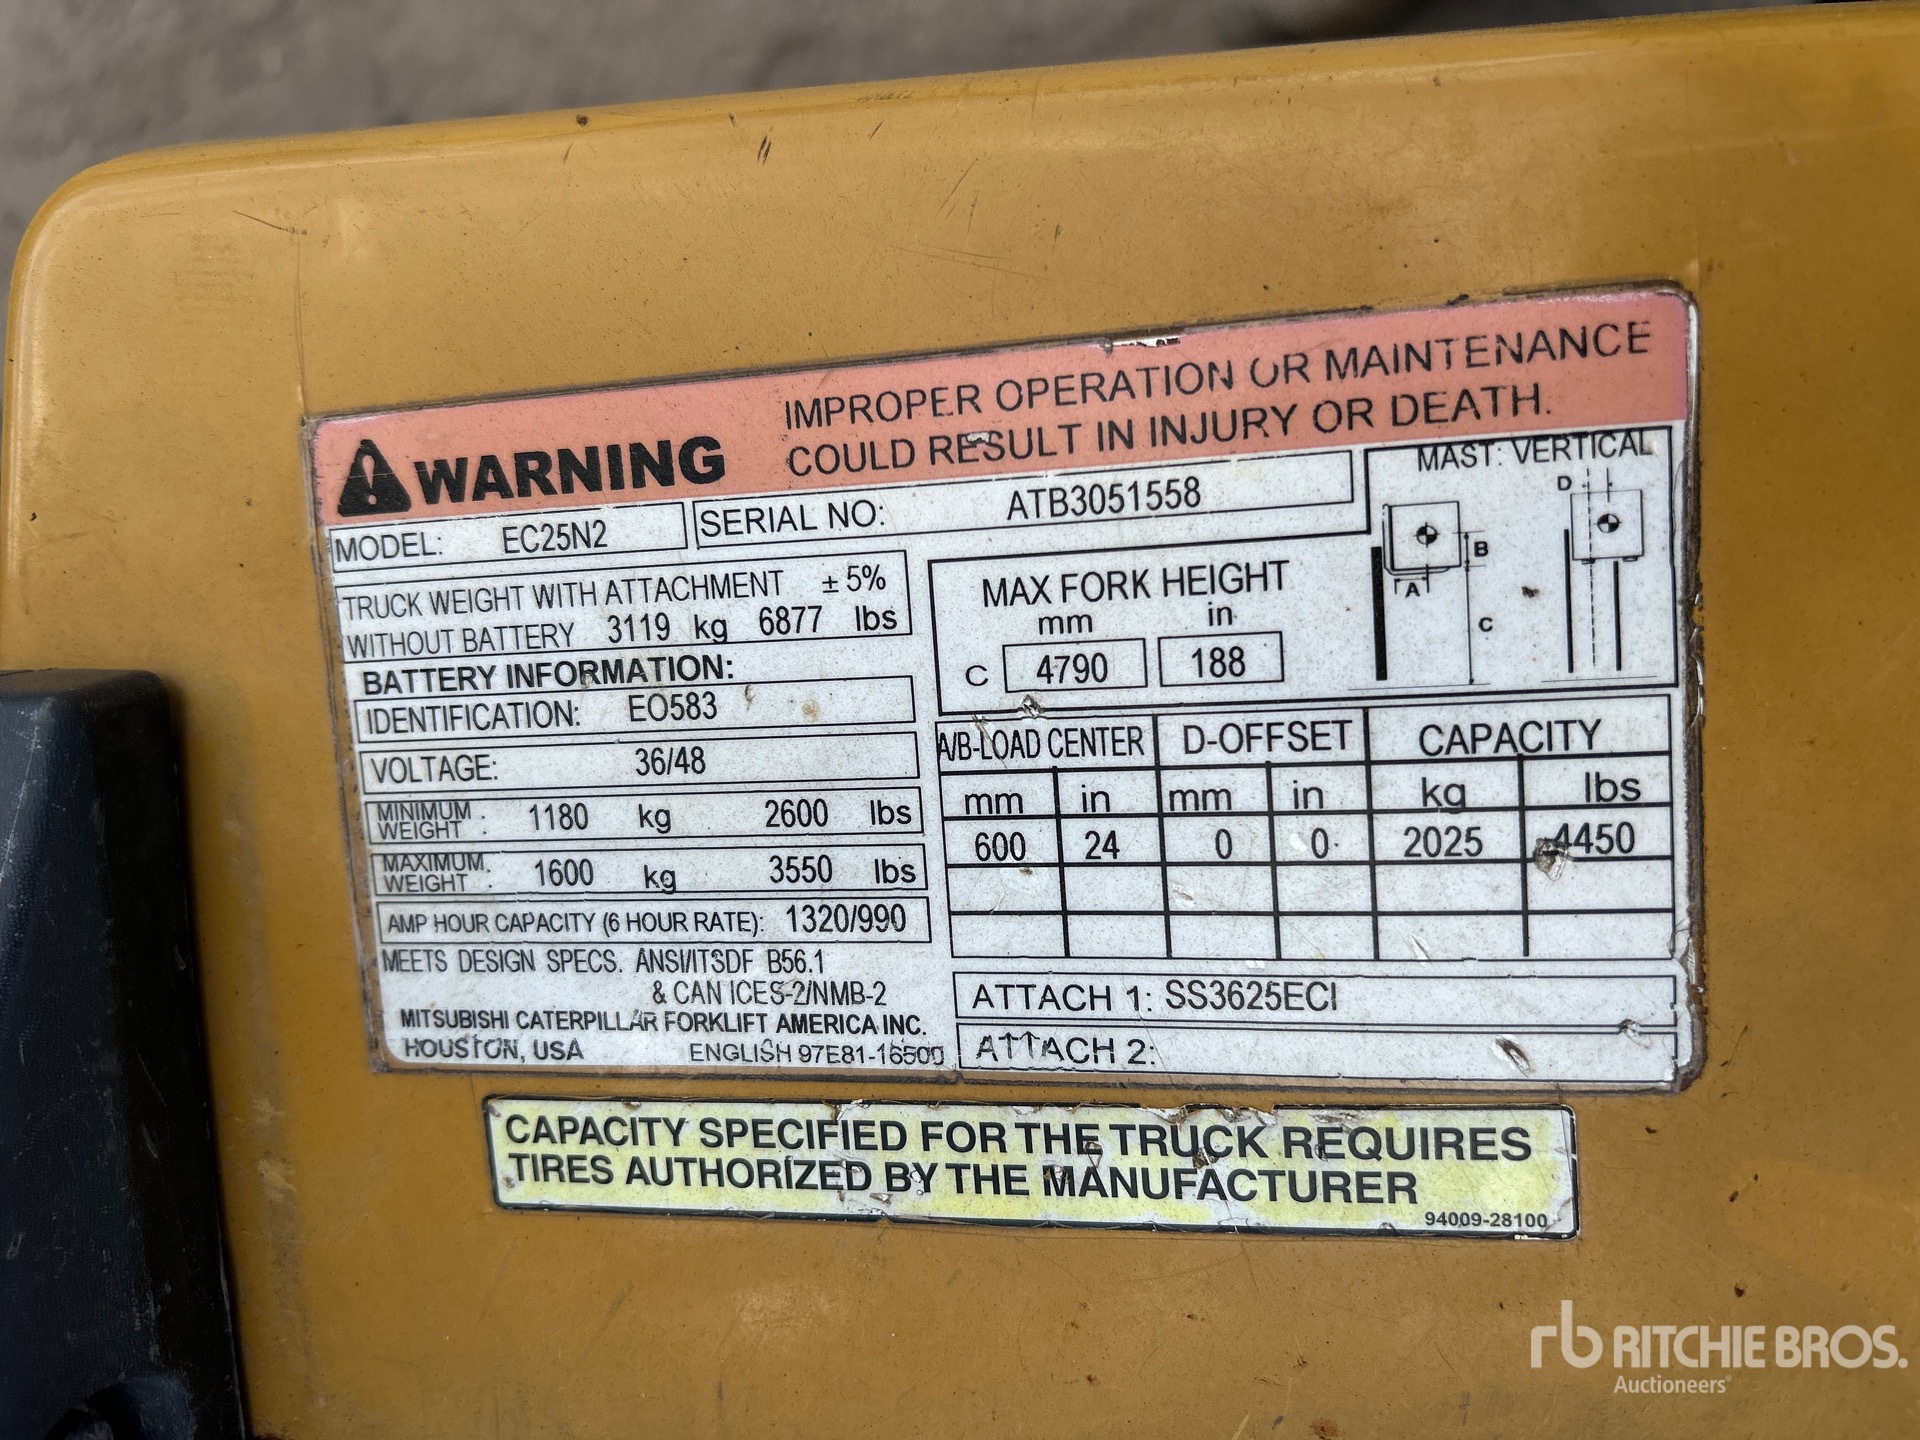 WARNING
IMPROPER OPERATION OR MAINTENANCE
COULD RESULT IN INJURY OR DEATH.
MODEL: EC25N2
SERIAL NO: ATB3051558
MAST: VERTICAL
TRUCK WEIGHT WITH ATTACHMENT ± 5%
WITHOUT BATTERY 3119 kg 6877 lbs
BATTERY INFORMATION:
IDENTIFICATION: EO583
VOLTAGE: 36/48
MINIMUM WEIGHT : 1180 kg 2600 lbs
MAXIMUM WEIGHT : 1600 kg 3550 lbs
AMP HOUR CAPACITY (6 HOUR RATE): 1320/990
MEETS DESIGN SPECS. ANSI/ITSDF B56.1
& CAN ICES-2/NMB-2
MITSUBISHI CATERPILLAR FORKLIFT AMERICA INC.
HOUSTON, USA ENGLISH 97E81-16500
MAX FORK HEIGHT
mm in
C 4790 188
A B C D
A/B-LOAD CENTER D-OFFSET CAPACITY
mm in mm in kg lbs
600 24 0 0 2025 4450
ATTACH 1: SS3625ECI
ATTACH 2:
CAPACITY SPECIFIED FOR THE TRUCK REQUIRES
TIRES AUTHORIZED BY THE MANUFACTURER
94009-28100
rb RITCHIE BROS.
Auctioneers